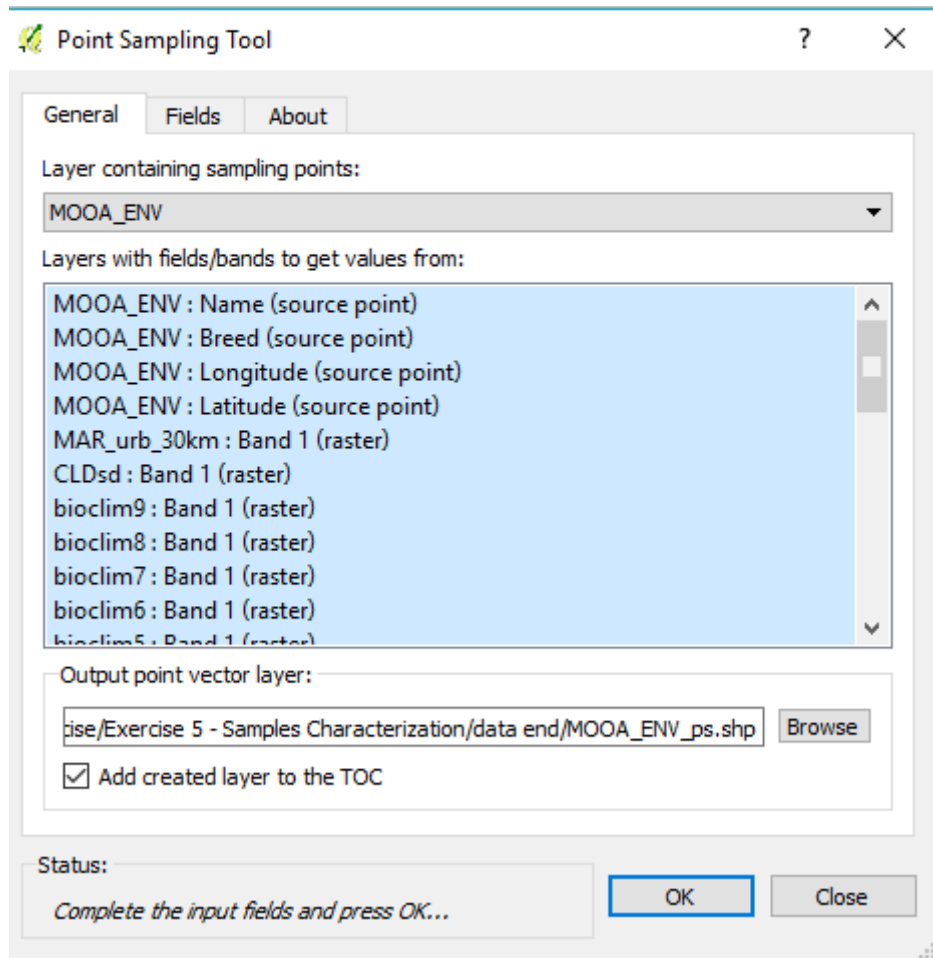 Point Sampling Tool ?
General Fields About
Layer containing sampling points:
MOOA_ENV
Layers with fields/bands to get values from:
MOOA_ENV : Name (source point)
MOOA_ENV : Breed (source point)
MOOA_ENV : Longitude (source point)
MOOA_ENV : Latitude (source point)
MAR_urb_30km : Band 1 (raster)
CLDsd : Band 1 (raster)
bioclim9 : Band 1 (raster)
bioclim8 : Band 1 (raster)
bioclim7 : Band 1 (raster)
bioclim6 : Band 1 (raster)
bioclim5 : Band 1 (raster)
Output point vector layer:
cise/Exercise 5 - Samples Characterization/data end/MOOA_ENV_ps.shp Browse
Add created layer to the TOC
Status:
Complete the input fields and press OK...
OK Close